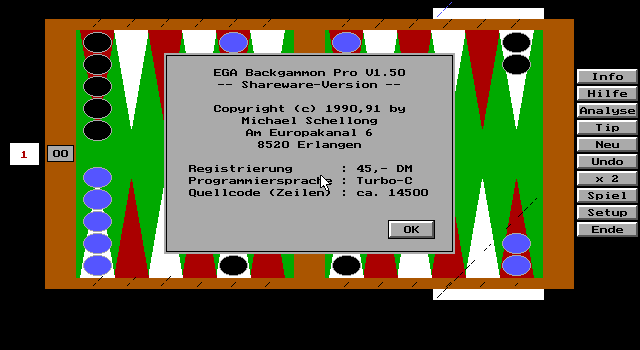 EGA Backgammon Pro V1.50
-- Shareware-Version --
Copyright (c) 1990,91 by
Michael Schellong
Am Europakanal 6
8520 Erlangen
Registrierung : 45,- DM
Programmiersprache : Turbo-C
Quellcode (Zeilen) : ca. 14500
OK
1
OO
Info
Hilfe
Analyse
Tip
Neu
Undo
x 2
Spiel
Setup
Ende